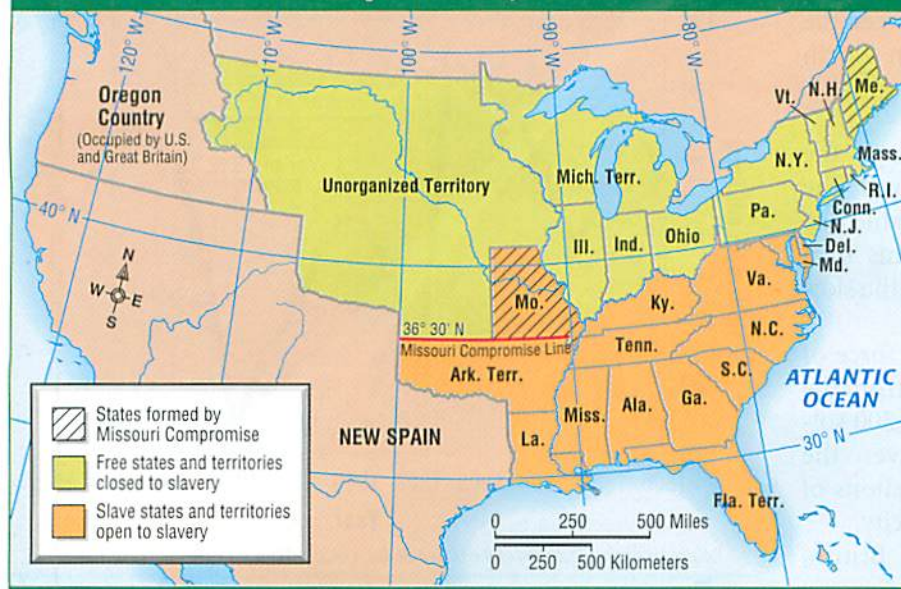 120° W
110° W
100° W
90° W
80° W
Oregon
Country
(Occupied by U.S.
and Great Britain)
Unorganized Territory
Mich. Terr.
Vt.
N.H.
Me.
N.Y.
Mass.
R.I.
Conn.
N.J.
Pa.
Del.
Md.
Ill.
Ind.
Ohio
40° N
N
W
E
S
Mo.
Ky.
Va.
36° 30' N
Missouri Compromise Line
Ark. Terr.
Tenn.
N.C.
S.C.
ATLANTIC
OCEAN
Miss.
Ala.
Ga.
La.
NEW SPAIN
30° N
Fla. Terr.
States formed by
Missouri Compromise
Free states and territories
closed to slavery
Slave states and territories
open to slavery
0 250 500 Miles
0 250 500 Kilometers